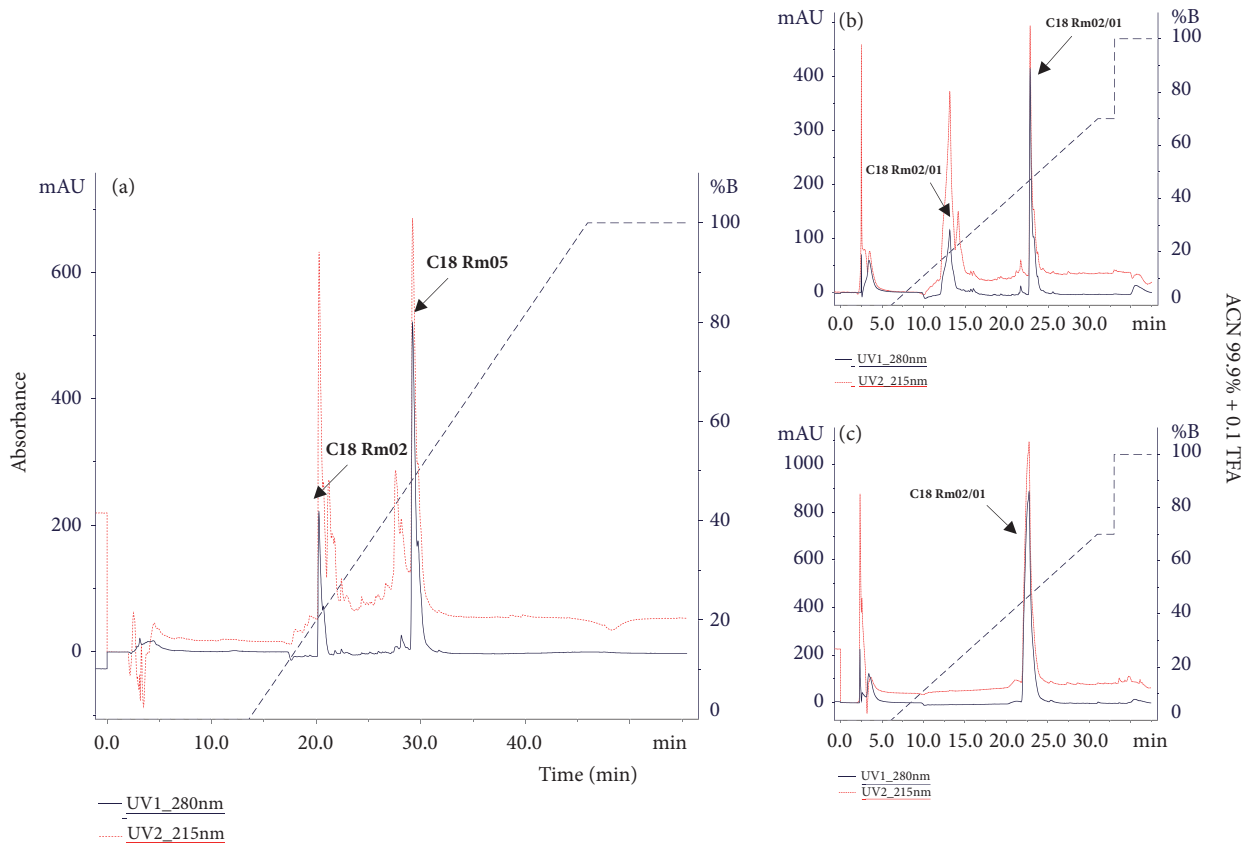 mAU
(a)
%B
600
400
200
0
100
80
60
40
20
0
C18 Rm05
C18 Rm02
Absorbance
0.0 10.0 20.0 30.0 40.0 min
Time (min)
UV1_280nm
UV2_215nm
mAU
(b)
%B
400
300
200
100
0
100
80
60
40
20
0
C18 Rm02/01
C18 Rm02/01
0.0 5.0 10.0 15.0 20.0 25.0 30.0 min
UV1_280nm
UV2_215nm
mAU
(c)
%B
1000
800
600
400
200
0
100
80
60
40
20
0
C18 Rm02/01
0.0 5.0 10.0 15.0 20.0 25.0 30.0 min
UV1_280nm
UV2_215nm
ACN 99.9% + 0.1 TFA